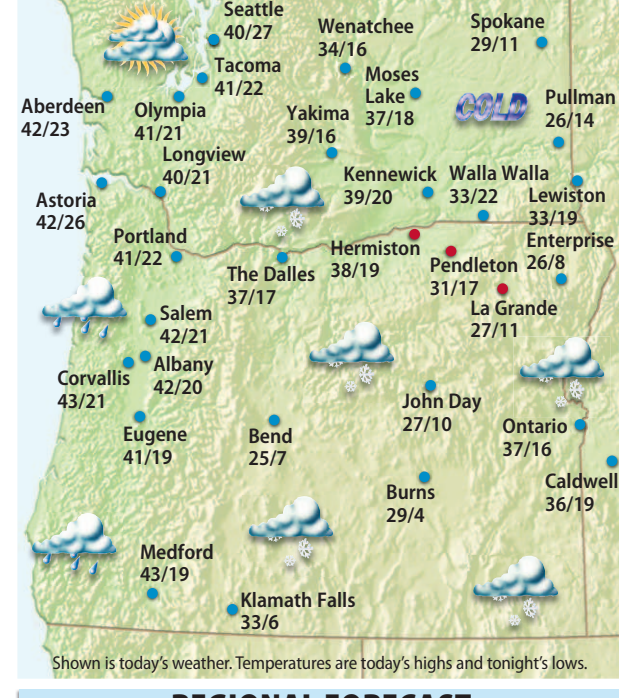 Seattle
40/27
Wenatchee
34/16
Spokane
29/11
Tacoma
41/22
Moses
Lake
37/18
Aberdeen
42/23
Olympia
41/21
Yakima
39/16
COLD
Pullman
26/14
Longview
40/21
Kennewick
39/20
Walla Walla
33/22
Lewiston
33/19
Astoria
42/26
Portland
41/22
The Dalles
37/17
Hermiston
38/19
Pendleton
31/17
Enterprise
26/8
La Grande
27/11
Salem
42/21
Albany
42/20
Corvallis
43/21
John Day
27/10
Eugene
41/19
Bend
25/7
Ontario
37/16
Burns
29/4
Caldwell
36/19
Medford
43/19
Klamath Falls
33/6
Shown is today's weather. Temperatures are today's highs and tonight's lows.
REGIONAL FORECAST